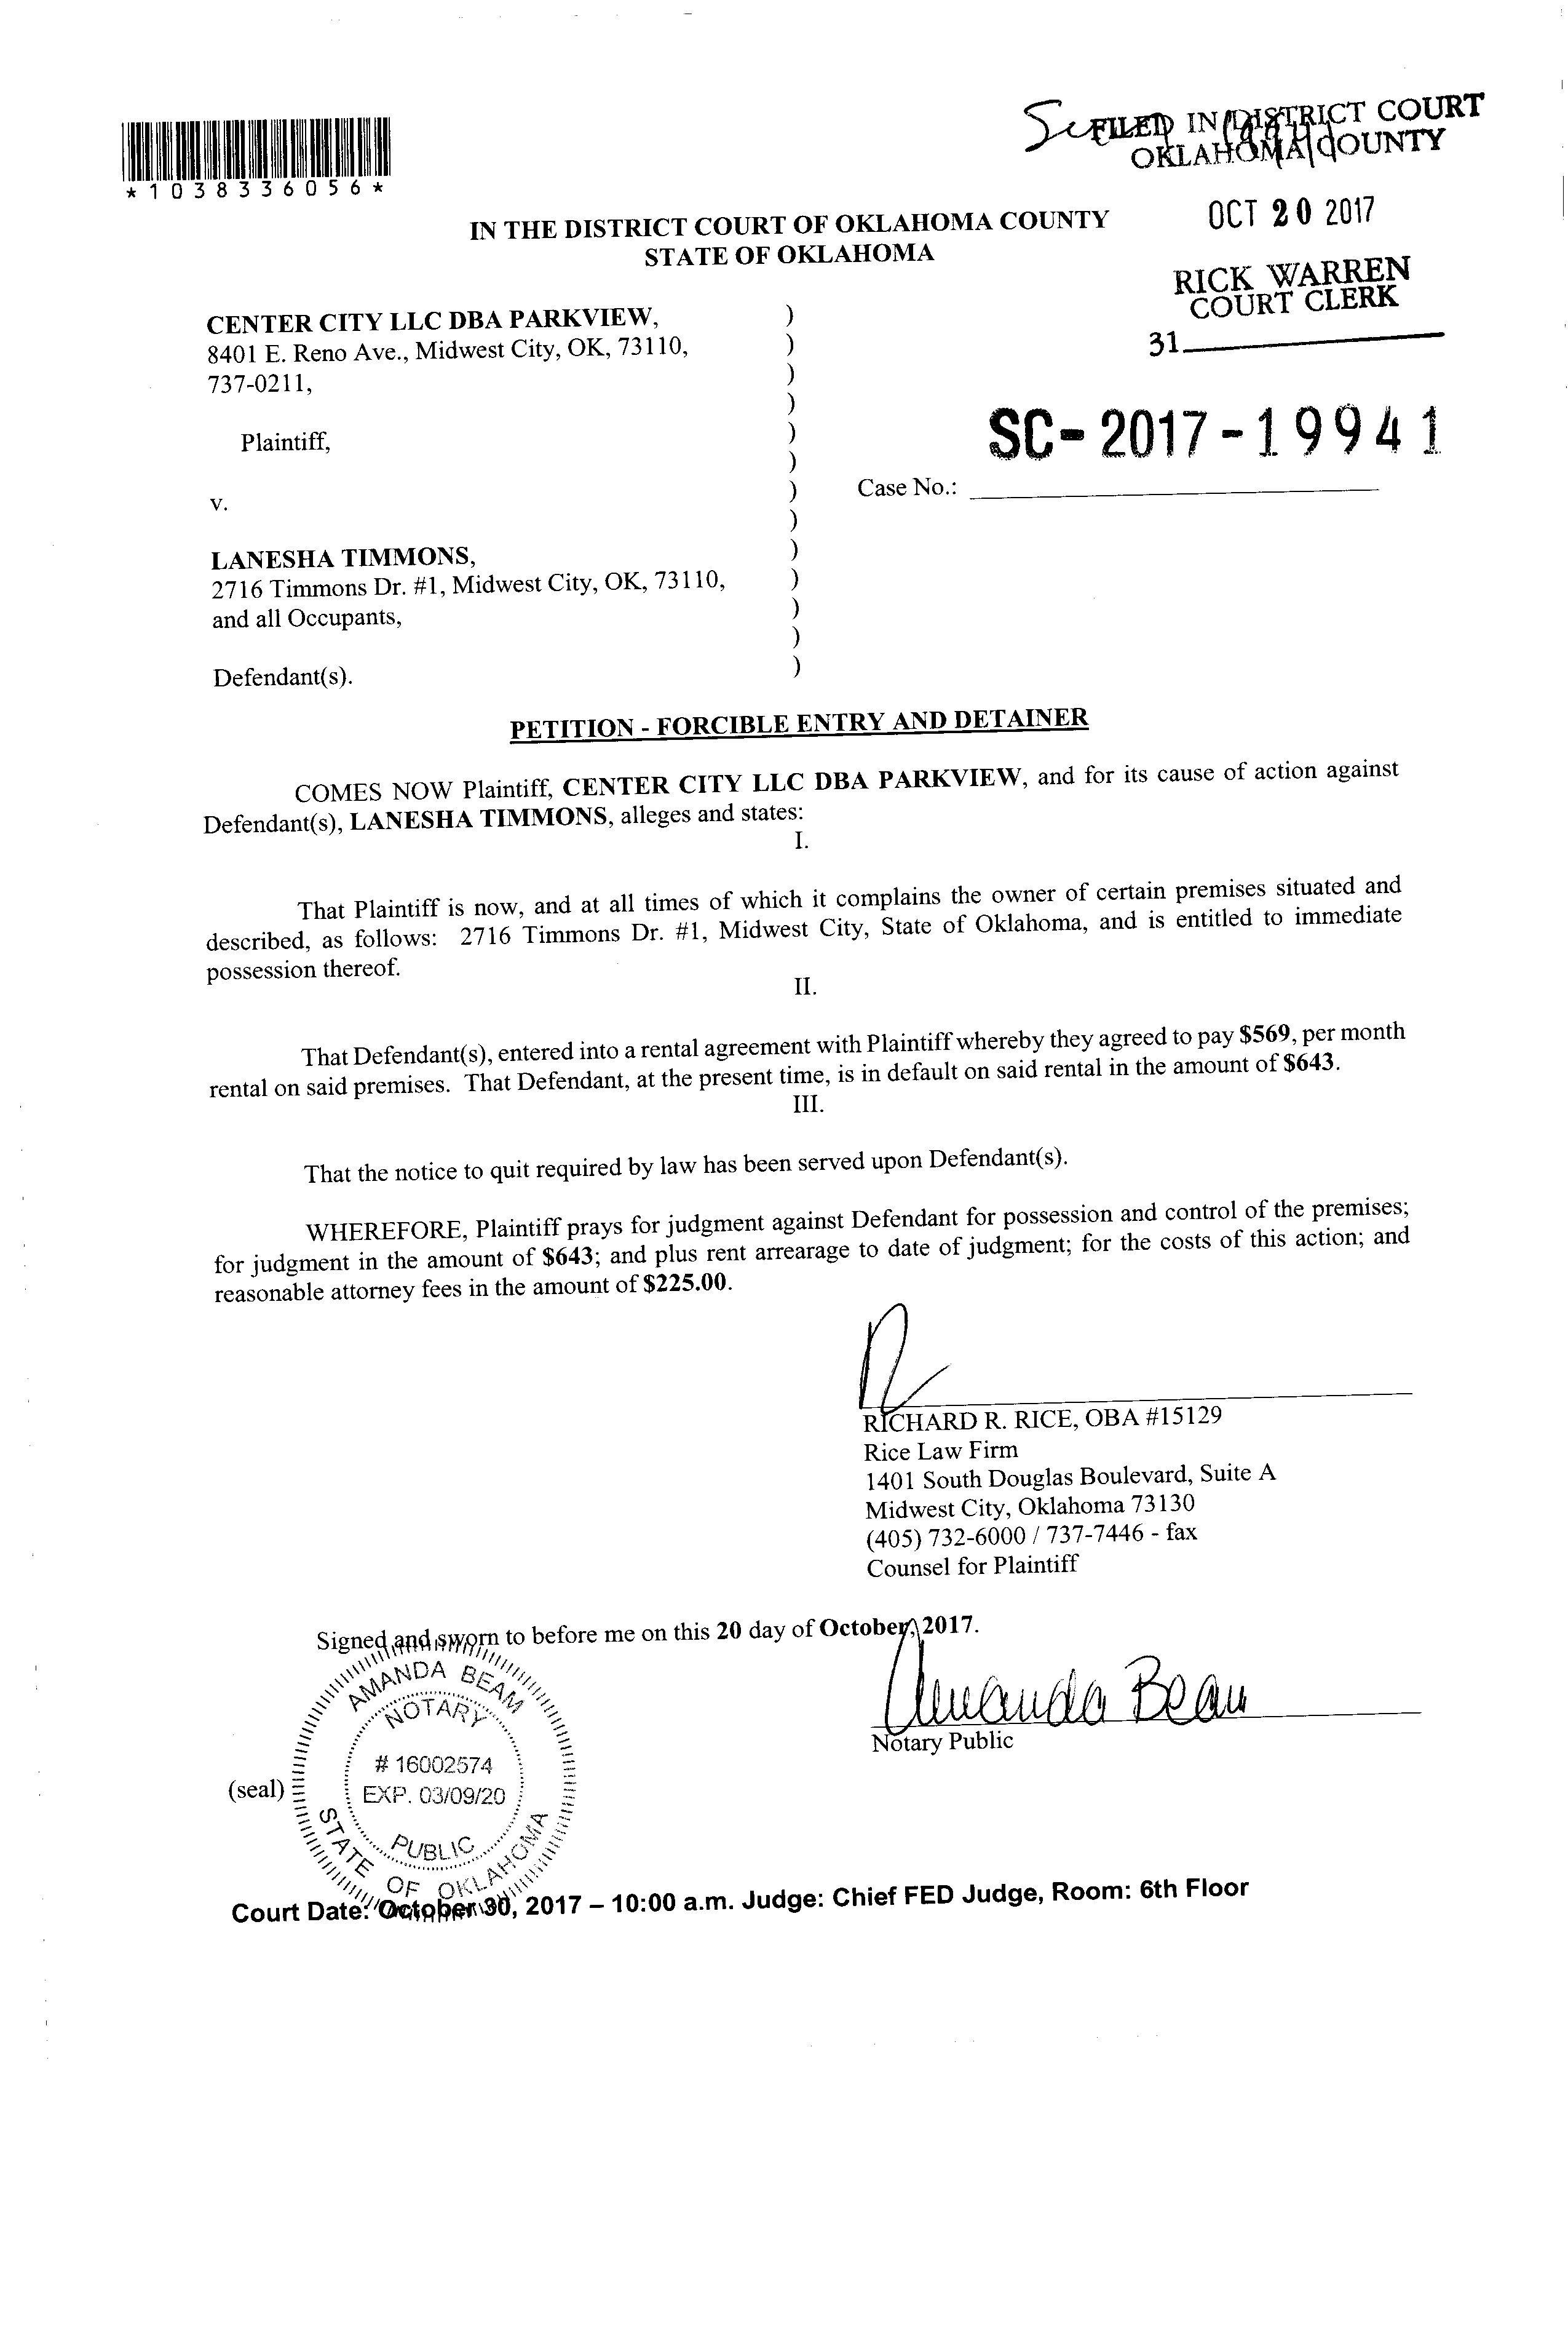 *1038336056*
FILED IN DISTRICT COURT
OKLAHOMA COUNTY
OCT 20 2017
RICK WARREN
COURT CLERK
31
IN THE DISTRICT COURT OF OKLAHOMA COUNTY
STATE OF OKLAHOMA
CENTER CITY LLC DBA PARKVIEW, )
8401 E. Reno Ave., Midwest City, OK, 73110, )
737-0211, )
)
Plaintiff, )
)
SC-2017-19941
v. ) Case No.:
)
LANESHA TIMMONS, )
2716 Timmons Dr. #1, Midwest City, OK, 73110, )
and all Occupants, )
)
Defendant(s). )
PETITION - FORCIBLE ENTRY AND DETAINER
COMES NOW Plaintiff, CENTER CITY LLC DBA PARKVIEW, and for its cause of action against
Defendant(s), LANESHA TIMMONS, alleges and states:
I.
That Plaintiff is now, and at all times of which it complains the owner of certain premises situated and
described, as follows: 2716 Timmons Dr. #1, Midwest City, State of Oklahoma, and is entitled to immediate
possession thereof.
II.
That Defendant(s), entered into a rental agreement with Plaintiff whereby they agreed to pay $569, per month
rental on said premises. That Defendant, at the present time, is in default on said rental in the amount of $643.
III.
That the notice to quit required by law has been served upon Defendant(s).
WHEREFORE, Plaintiff prays for judgment against Defendant for possession and control of the premises;
for judgment in the amount of $643; and plus rent arrearage to date of judgment; for the costs of this action; and
reasonable attorney fees in the amount of $225.00.
RICHARD R. RICE, OBA #15129
Rice Law Firm
1401 South Douglas Boulevard, Suite A
Midwest City, Oklahoma 73130
(405) 732-6000 / 737-7446 - fax
Counsel for Plaintiff
Signed and sworn to before me on this 20 day of October, 2017.
Amanda Beam
Notary Public
(seal)
AMANDA BEAM
NOTARY
# 16002574
EXP. 03/09/20
PUBLIC
STATE OF OKLAHOMA
Court Date: October 30, 2017 – 10:00 a.m. Judge: Chief FED Judge, Room: 6th Floor